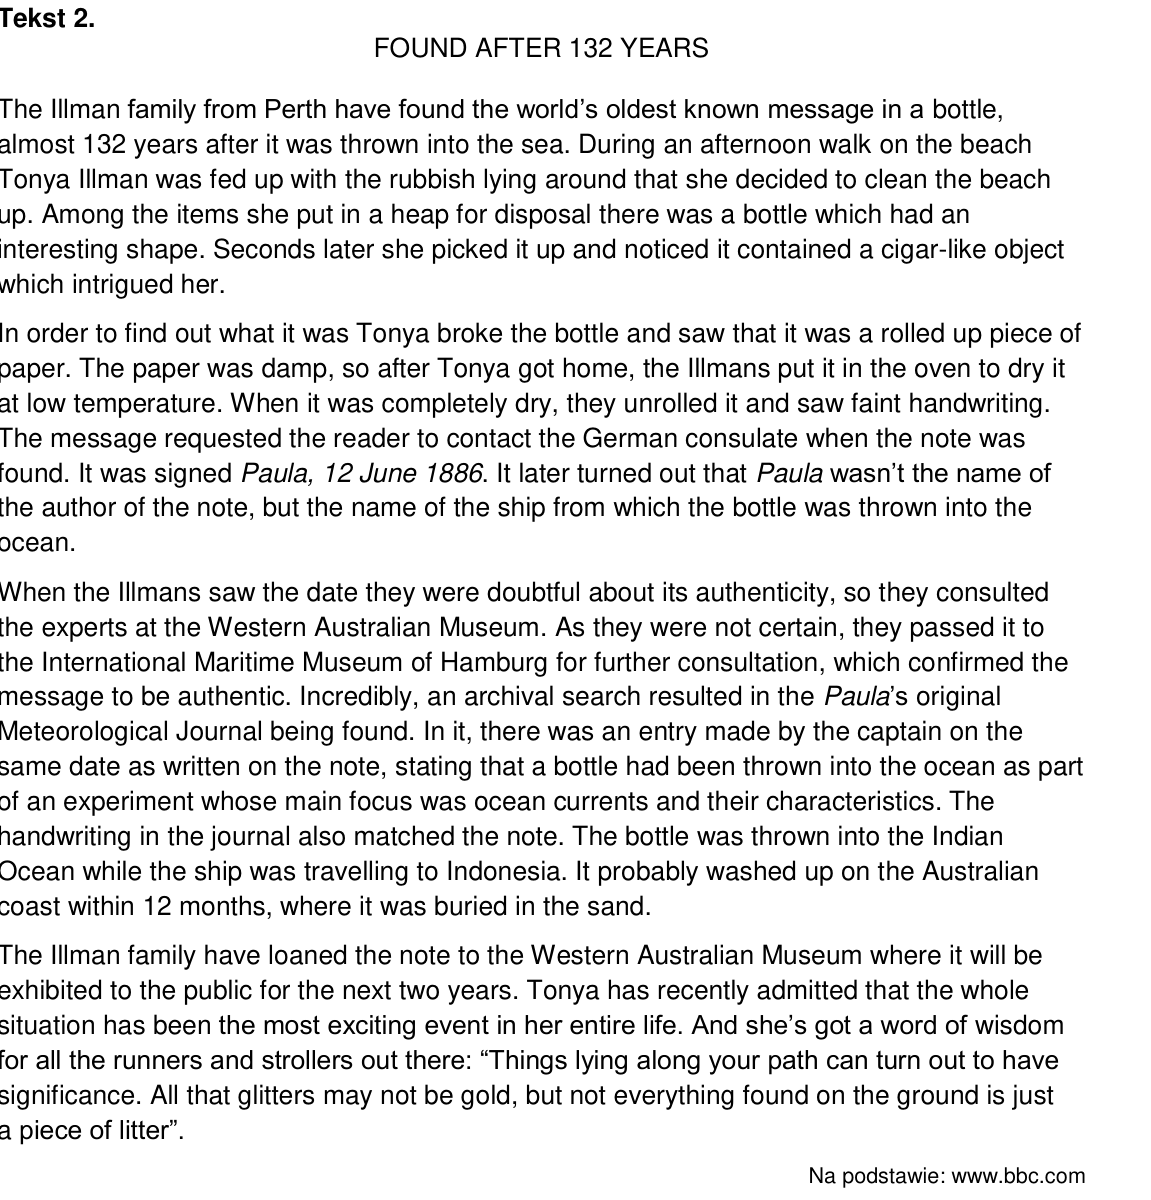 Tekst 2.
FOUND AFTER 132 YEARS
The Illman family from Perth have found the world’s oldest known message in a bottle,
almost 132 years after it was thrown into the sea. During an afternoon walk on the beach
Tonya Illman was fed up with the rubbish lying around that she decided to clean the beach
up. Among the items she put in a heap for disposal there was a bottle which had an
interesting shape. Seconds later she picked it up and noticed it contained a cigar-like object
which intrigued her.
In order to find out what it was Tonya broke the bottle and saw that it was a rolled up piece of
paper. The paper was damp, so after Tonya got home, the Illmans put it in the oven to dry it
at low temperature. When it was completely dry, they unrolled it and saw faint handwriting.
The message requested the reader to contact the German consulate when the note was
found. It was signed Paula, 12 June 1886. It later turned out that Paula wasn’t the name of
the author of the note, but the name of the ship from which the bottle was thrown into the
ocean.
When the Illmans saw the date they were doubtful about its authenticity, so they consulted
the experts at the Western Australian Museum. As they were not certain, they passed it to
the International Maritime Museum of Hamburg for further consultation, which confirmed the
message to be authentic. Incredibly, an archival search resulted in the Paula’s original
Meteorological Journal being found. In it, there was an entry made by the captain on the
same date as written on the note, stating that a bottle had been thrown into the ocean as part
of an experiment whose main focus was ocean currents and their characteristics. The
handwriting in the journal also matched the note. The bottle was thrown into the Indian
Ocean while the ship was travelling to Indonesia. It probably washed up on the Australian
coast within 12 months, where it was buried in the sand.
The Illman family have loaned the note to the Western Australian Museum where it will be
exhibited to the public for the next two years. Tonya has recently admitted that the whole
situation has been the most exciting event in her entire life. And she’s got a word of wisdom
for all the runners and strollers out there: “Things lying along your path can turn out to have
significance. All that glitters may not be gold, but not everything found on the ground is just
a piece of litter”.
Na podstawie: www.bbc.com